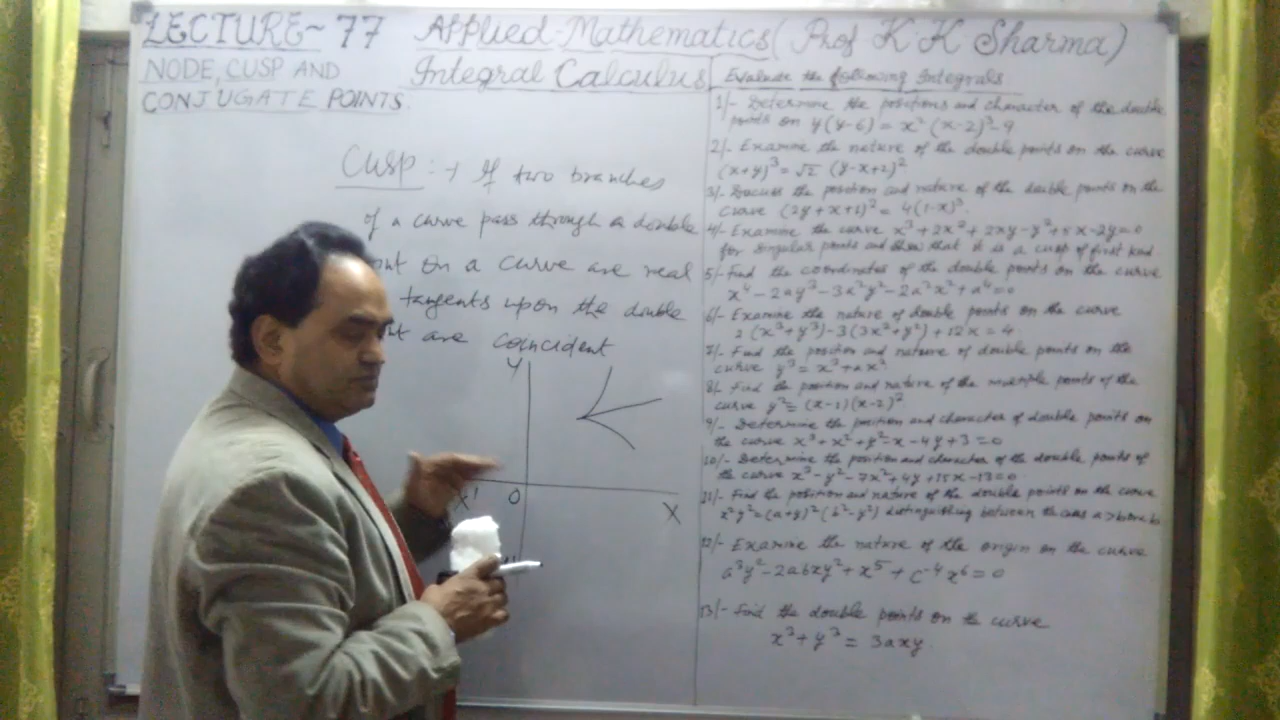 LECTURE~77 Applied Mathematics (Prof K.K Sharma)
NODE, CUSP AND
CONJUGATE POINTS.
Integral Calculus
Cusp :→ If two branches
of a curve pass through a double
on a curve are real
tangents upon the double
are coincident
Y
X'
O
X
Evaluate the following Integrals
1/- Determine the positions and character of the double
points on y(y-6) = x²(x-2)³-9
2/- Examine the nature of the double points on the curve
(x+y)³ = √2 (y-x+2)²
3/- Discuss the position and nature of the double points on the
curve (2y+x+1)² = 4(1-x)⁵.
4/- Examine the curve x³+2x²+2xy-y²+5x-2y=0
for singular points and show that it is a cusp of first kind
5/- Find the coordinates of the double points on the curve
x⁴-2ay³-3a²y²-2a²x²+a⁴=0
6/- Examine the nature of double points on the curve
2(x³+y³)-3(3x²+y²)+12x=4
7/- Find the position and nature of double points on the
curve y³=x³+ax²
8/- Find the position and nature of the multiple points of the
curve y²=(x-1)(x-2)²
9/- Determine the position and character of double points on
the curve x³+x²+y²-x-4y+3=0
10/- Determine the position and character of the double points of
the curve x³-y²-7x²+4y+15x-13=0
11/- Find the position and nature of the double points on the curve
x²y²=(a+y)²(b²-y²) distinguishing between the cases a>b or <b
12/- Examine the nature of the origin on the curve
a³y²-2abxy²+x⁵+c⁻⁴x⁶=0
13/- Find the double points on the curve
x³+y³=3axy